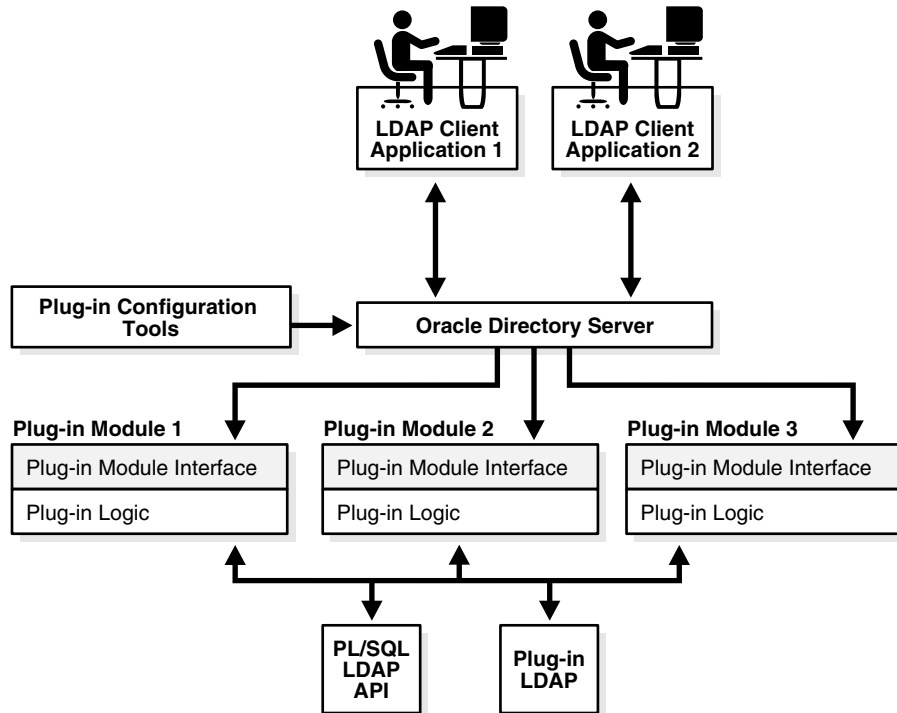 LDAP Client
Application 1
LDAP Client
Application 2
Plug-in Configuration
Tools
Oracle Directory Server
Plug-in Module 1
Plug-in Module Interface
Plug-in Logic
Plug-in Module 2
Plug-in Module Interface
Plug-in Logic
Plug-in Module 3
Plug-in Module Interface
Plug-in Logic
PL/SQL
LDAP
API
Plug-in
LDAP